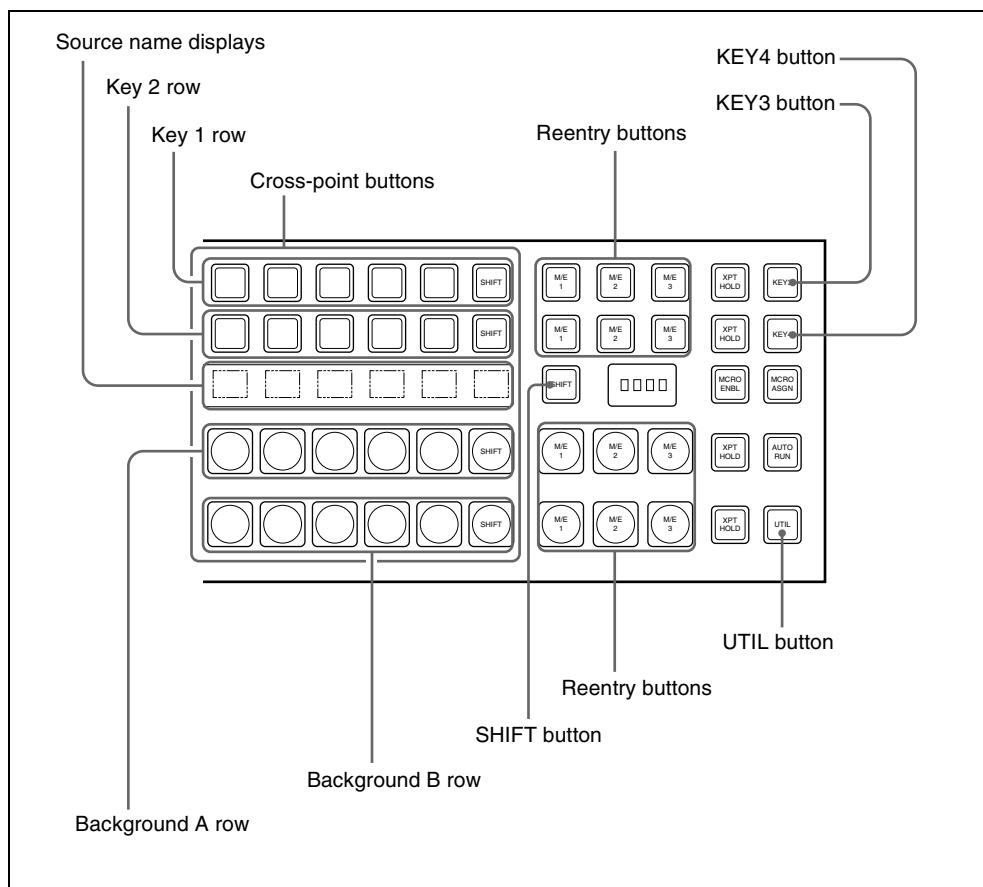 Source name displays
Key 2 row
Key 1 row
Cross-point buttons
Reentry buttons
KEY4 button
KEY3 button
SHIFT M/E 1 M/E 2 M/E 3 XPT HOLD KEY3
SHIFT M/E 1 M/E 2 M/E 3 XPT HOLD KEY4
SHIFT MCRO ENBL MCRO ASGN
SHIFT M/E 1 M/E 2 M/E 3 XPT HOLD AUTO RUN
SHIFT M/E 1 M/E 2 M/E 3 XPT HOLD UTIL
UTIL button
Reentry buttons
SHIFT button
Background B row
Background A row